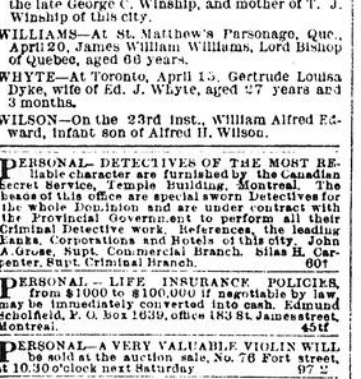 the late George C. Winship, and mother of T. J.
Winship of this city.
WILLIAMS—At St. Matthew's Parsonage, Que.,
April 20, James William Williams, Lord Bishop
of Quebec, aged 66 years.
WHYTE—At Toronto, April 15, Gertrude Louisa
Dyke, wife of Ed. J. Whyte, aged 27 years and
3 months.
WILSON—On the 23rd inst., William Alfred Ed-
ward, infant son of Alfred H. Wilson.
PERSONAL—DETECTIVES OF THE MOST RE-
liable character are furnished by the Canadian
Secret Service, Temple Building, Montreal. The
heads of this office are special sworn Detectives for
the whole Dominion and are under contract with
the Provincial Governm.ent to perform all their
Criminal Detective work. References, the leading
Banks, Corporations and Hotels of this city. John
A. Grose, Supt. Commercial Branch. Silas H. Car-
penter, Supt. Criminal Branch. 60†
PERSONAL — LIFE INSURANCE POLICIES,
from $1000 to $100,000 if negotiable by law
may be immediately converted into cash. Edmund
Scholfield, P. O. box 1639, office 183 St. James street,
Montreal. 45tf
PERSONAL—A VERY VALUABLE VIOLIN WILL
be sold at the auction sale, No. 76 Fort street,
at 10.30 o'clock next Saturday 97 2